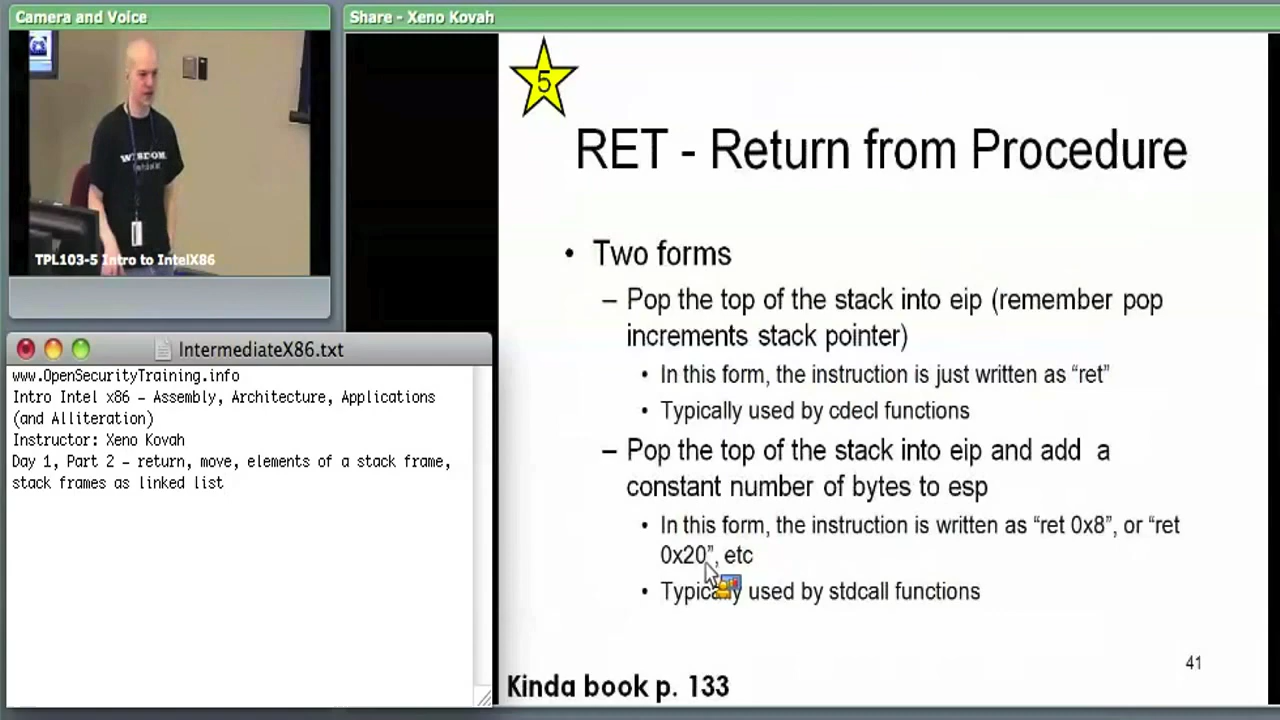 Camera and Voice
TPL103-5 Intro to IntelX86
IntermediateX86.txt
www.OpenSecurityTraining.info
Intro Intel x86 – Assembly, Architecture, Applications
(and Alliteration)
Instructor: Xeno Kovah
Day 1, Part 2 – return, move, elements of a stack frame,
stack frames as linked list
Share - Xeno Kovah
5
RET - Return from Procedure
• Two forms
– Pop the top of the stack into eip (remember pop
increments stack pointer)
• In this form, the instruction is just written as “ret”
• Typically used by cdecl functions
– Pop the top of the stack into eip and add a
constant number of bytes to esp
• In this form, the instruction is written as “ret 0x8”, or “ret
0x20”, etc
• Typically used by stdcall functions
41
Kinda book p. 133